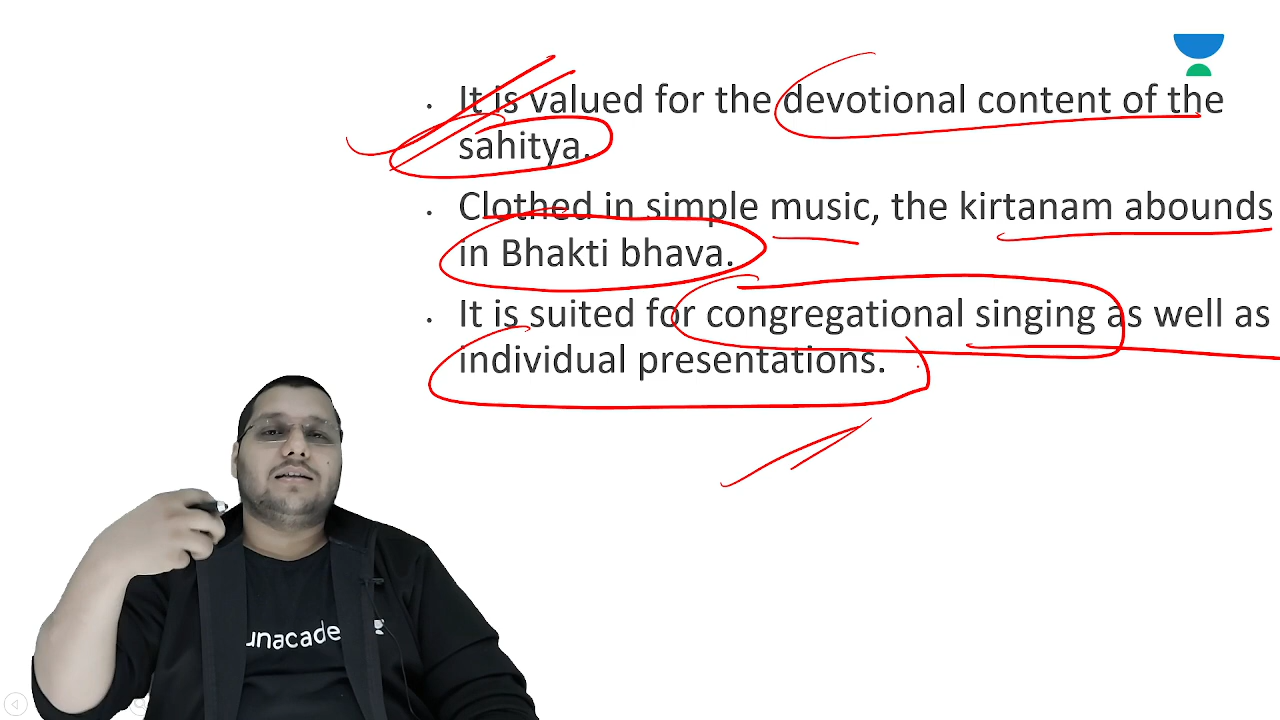 • It is valued for the devotional content of the
sahitya.
• Clothed in simple music, the kirtanam abounds
in Bhakti bhava.
• It is suited for congregational singing as well as
individual presentations.
unacade